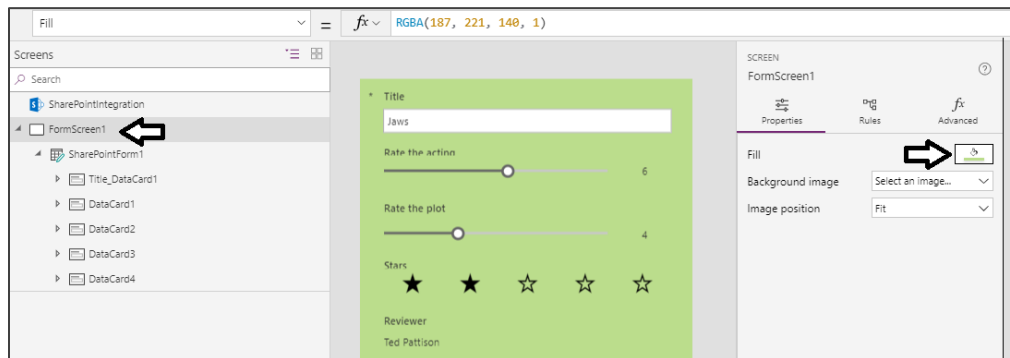 Fill = fx RGBA(187, 221, 140, 1)
Screens
Search
SharePointIntegration
FormScreen1
SharePointForm1
Title_DataCard1
DataCard1
DataCard2
DataCard3
DataCard4
* Title
Jaws
Rate the acting
6
Rate the plot
4
Stars
Reviewer
Ted Pattison
SCREEN
FormScreen1
Properties Rules Advanced
Fill
Background image Select an image...
Image position Fit